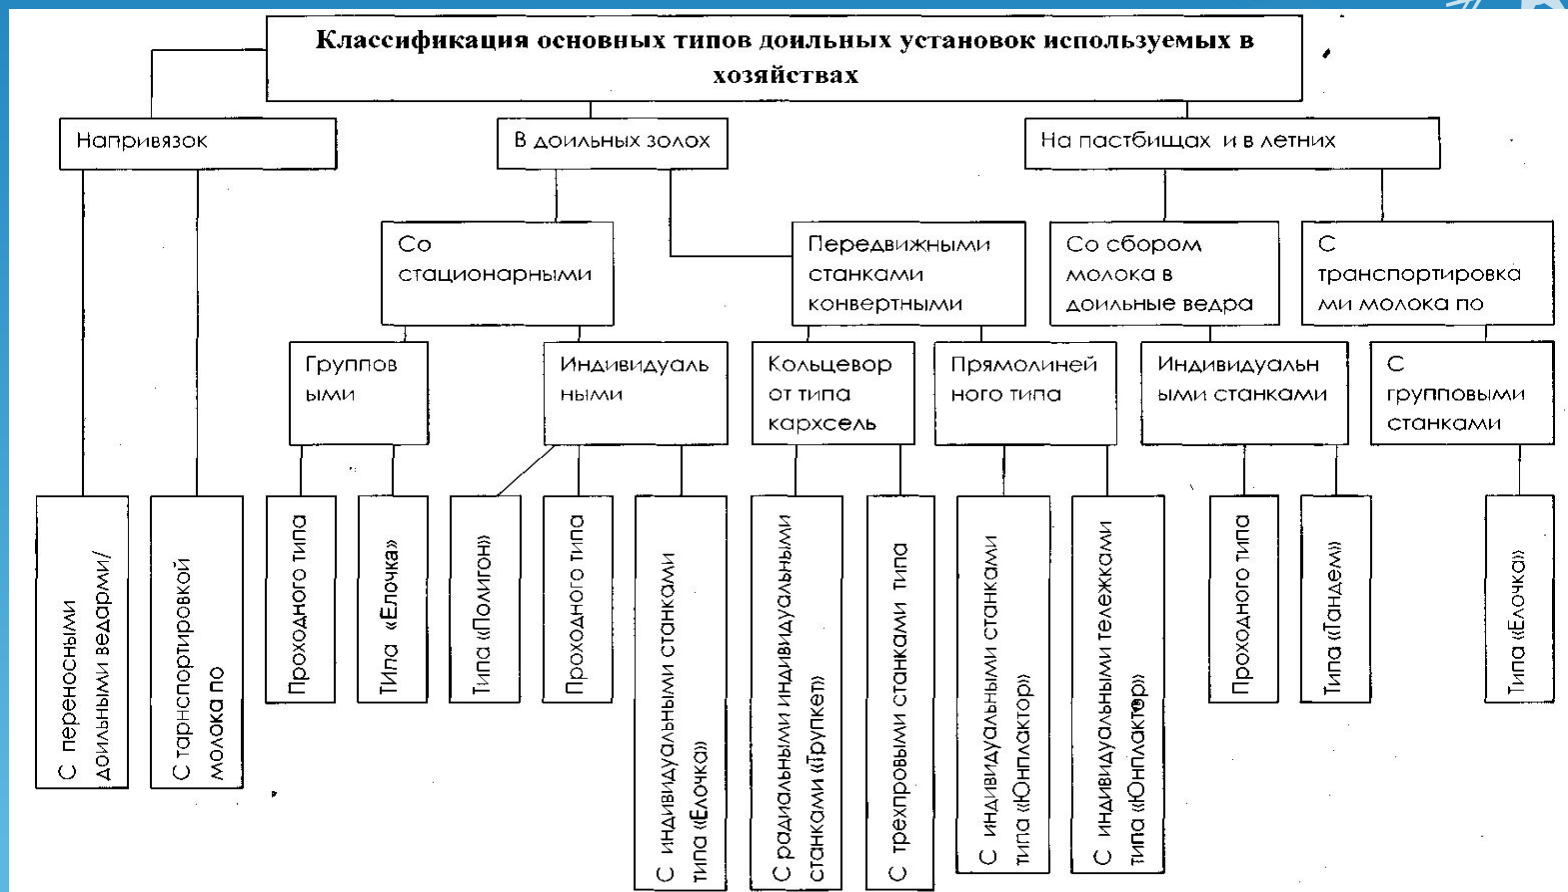 Классификация основных типов доильных установок используемых в
хозяйствах
Напривязок
В доильных золох
На пастбищах и в летних
Со
стационарными
Передвижными
станками
конвертными
Со сбором
молока в
доильные ведра
С
транспортировка
ми молока по
Группов
ыми
Индивидуаль
ными
Кольцевор
от типа
кархсель
Прямолиней
ного типа
Индивидуальн
ыми станками
С
групповыми
станками
С переносными
доильными ведарми/
С тарнспортировкой
молока по
Проходного типа
Типа «Елочка»
Типа «Полигон»
Проходного типа
С индивидуальными станками
типа «Елочка»
С радиальными индивидуальными
станками «Трупкет»
С трехпровыми станками типа
С индивидуальными станками
типа «Юнплактор»
С индивидуальными тележками
типа «Юнплактор»
Проходного типа
Типа «Тандем»
Типа «Елочка»